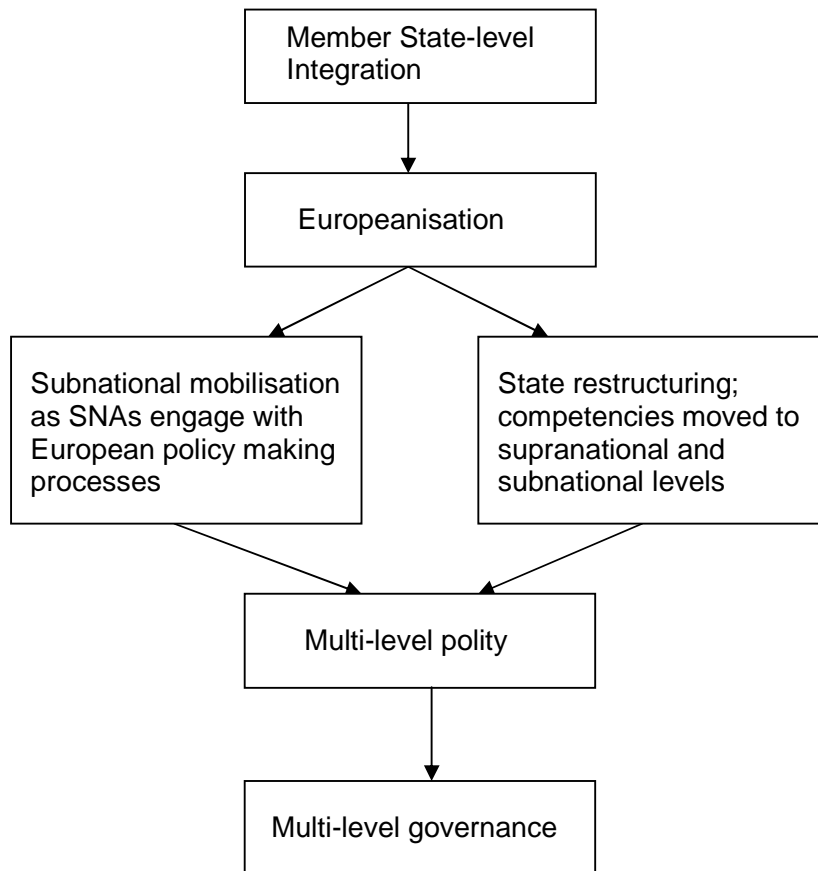 Member State-level
Integration
Europeanisation
Subnational mobilisation
as SNAs engage with
European policy making
processes
State restructuring;
competencies moved to
supranational and
subnational levels
Multi-level polity
Multi-level governance